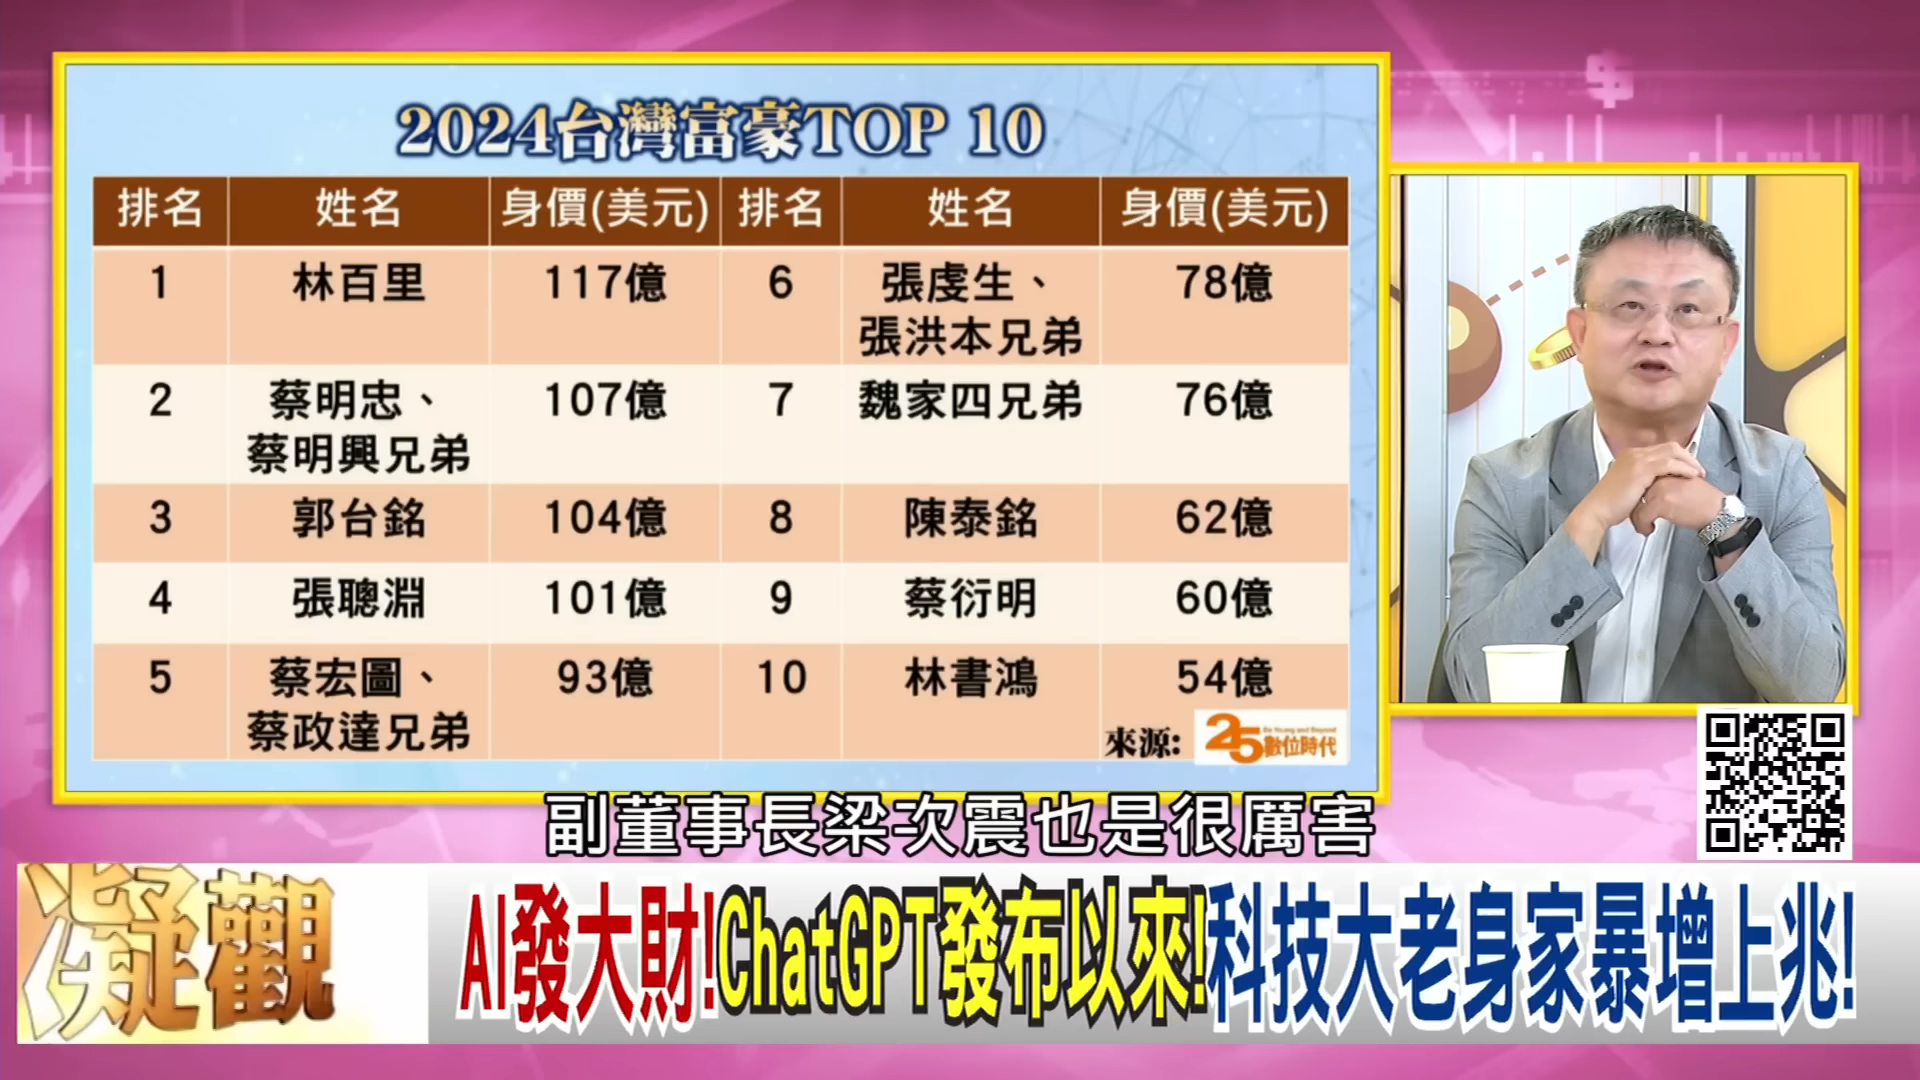 2024台灣富豪TOP 10
排名 姓名 身價(美元) 排名 姓名 身價(美元)
1 林百里 117億 6 張虔生、張洪本兄弟 78億
2 蔡明忠、蔡明興兄弟 107億 7 魏家四兄弟 76億
3 郭台銘 104億 8 陳泰銘 62億
4 張聰淵 101億 9 蔡衍明 60億
5 蔡宏圖、蔡政達兄弟 93億 10 林書鴻 54億
來源: 25 Be Young and Beyond 數位時代
副董事長梁次震也是很厲害
凝觀
AI發大財!ChatGPT發布以來!科技大老身家暴增上兆!